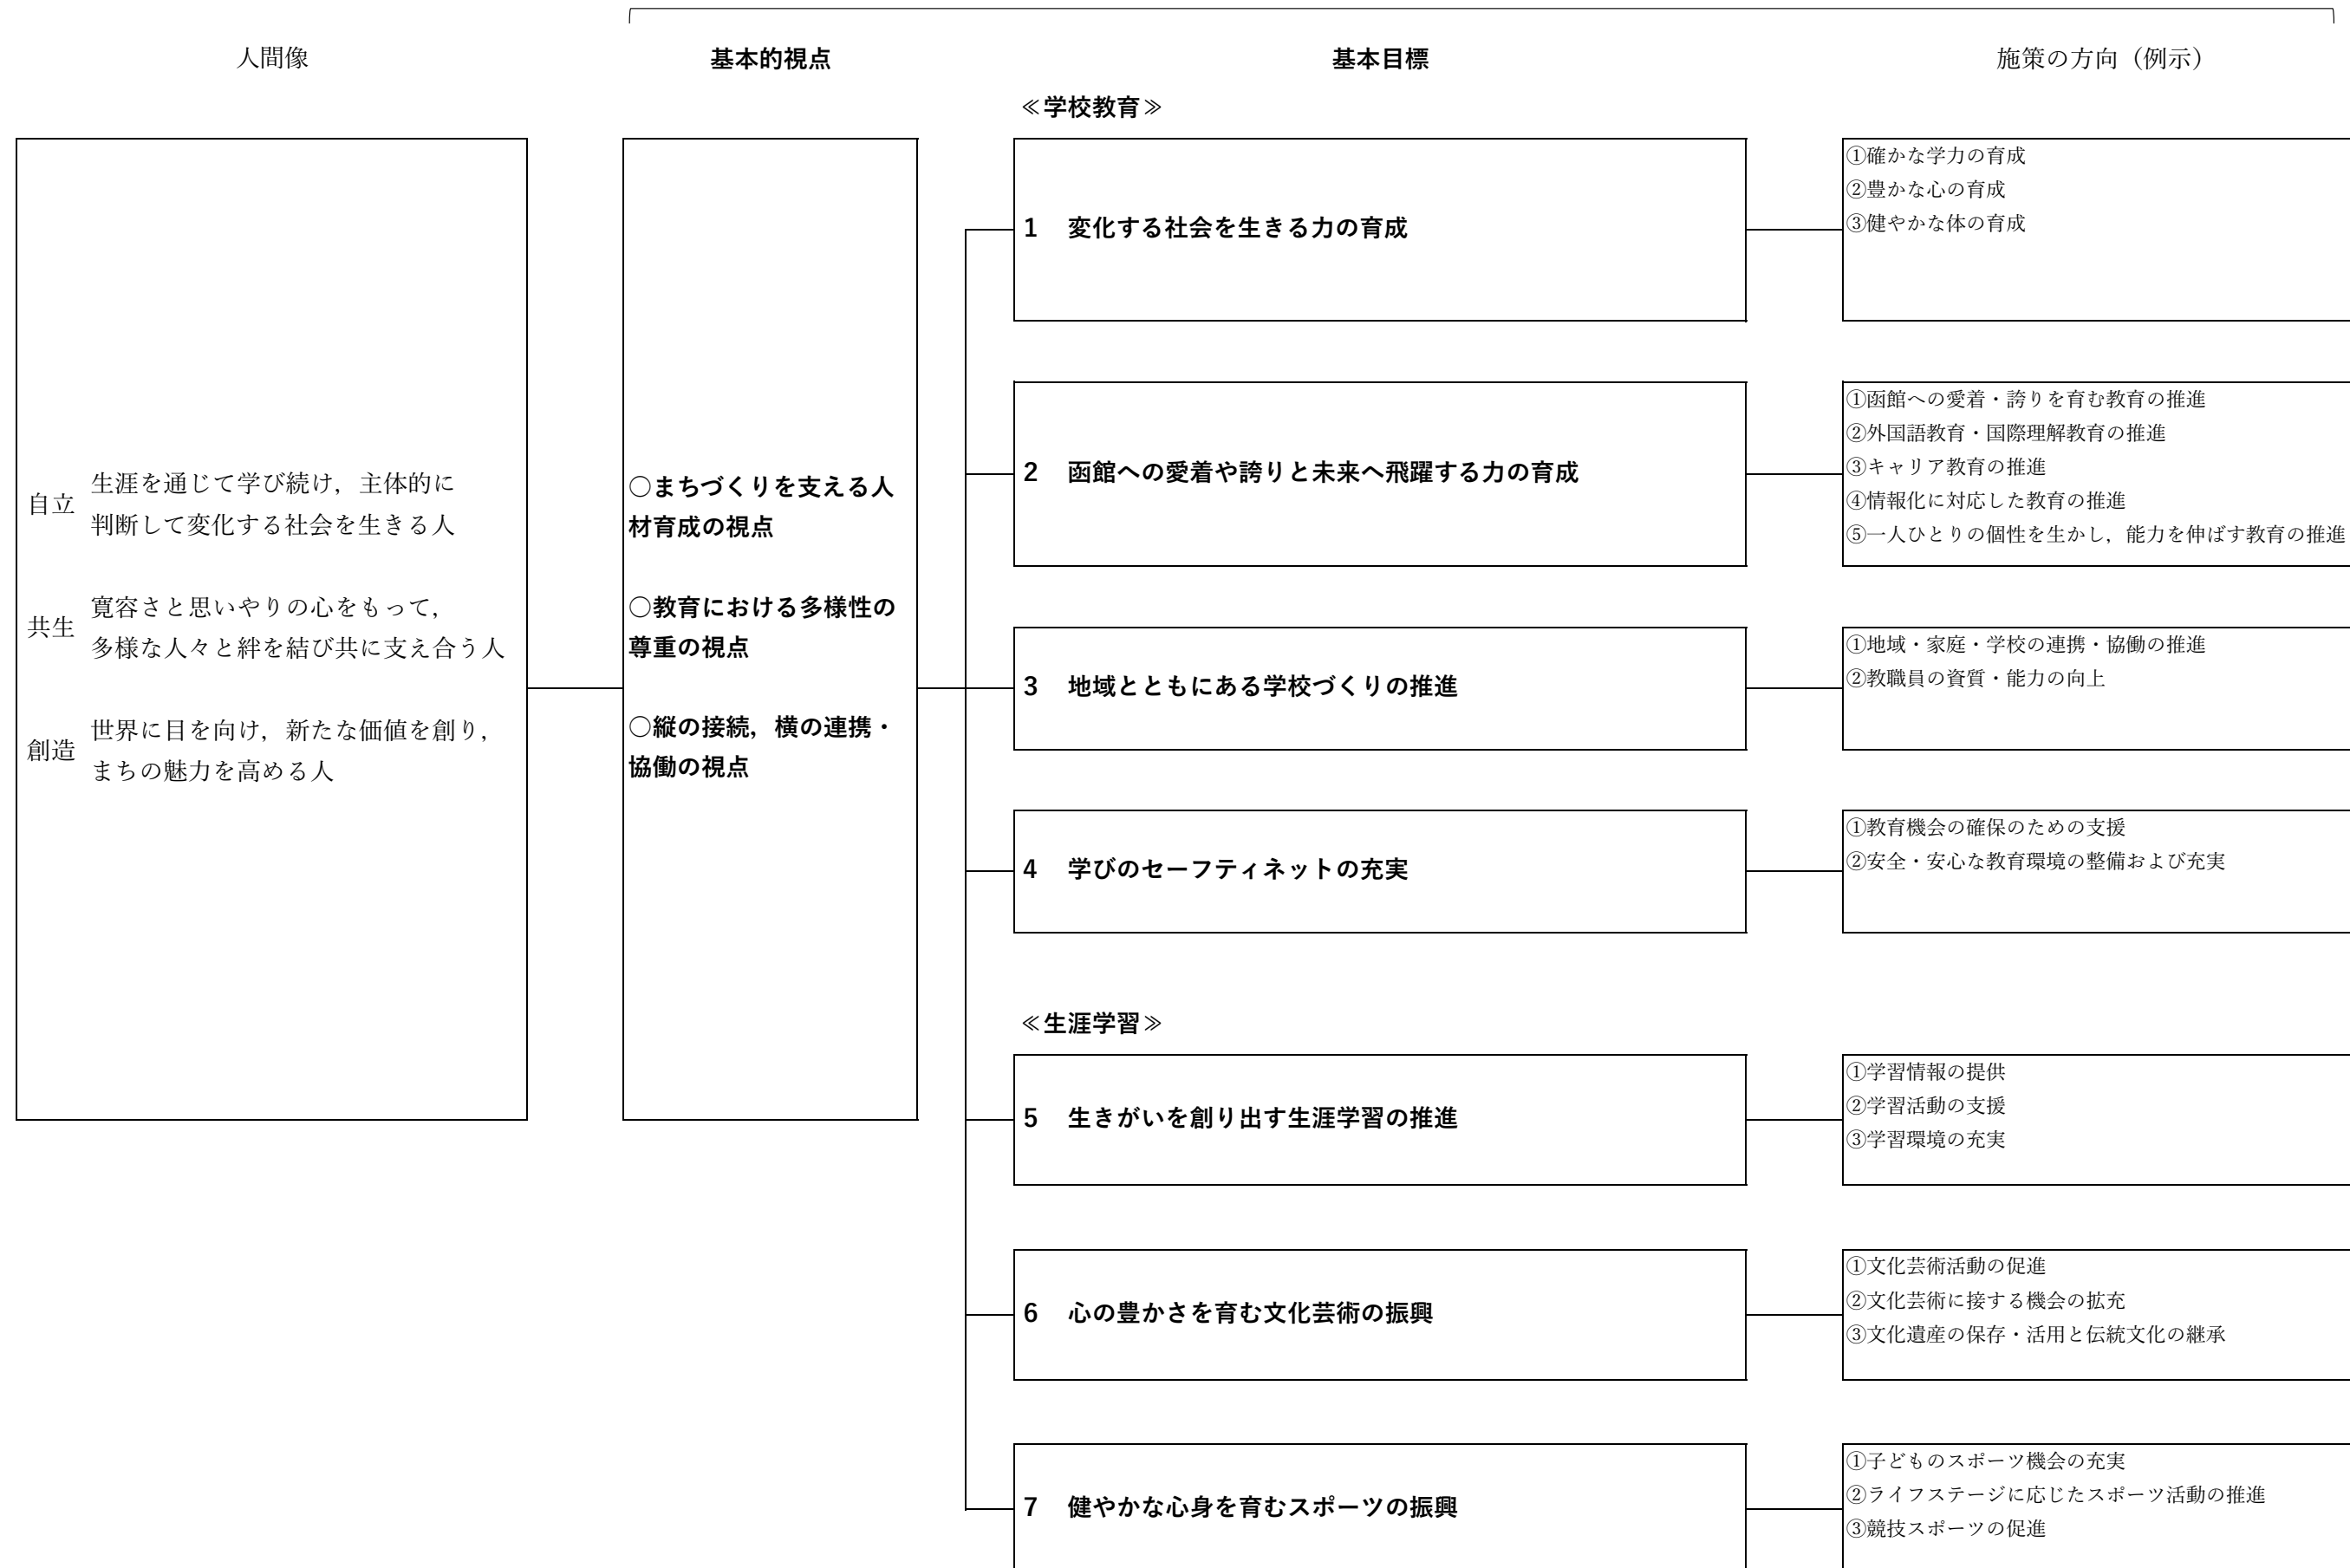 人間像
基本的視点
基本目標
施策の方向（例示）
自立
生涯を通じて学び続け，主体的に
判断して変化する社会を生きる人
共生
寛容さと思いやりの心をもって，
多様な人々と絆を結び共に支え合う人
創造
世界に目を向け，新たな価値を創り，
まちの魅力を高める人
○まちづくりを支える人
材育成の視点
○教育における多様性の
尊重の視点
○縦の接続，横の連携・
協働の視点
≪学校教育≫
1 変化する社会を生きる力の育成
①確かな学力の育成
②豊かな心の育成
③健やかな体の育成
2 函館への愛着や誇りと未来へ飛躍する力の育成
①函館への愛着・誇りを育む教育の推進
②外国語教育・国際理解教育の推進
③キャリア教育の推進
④情報化に対応した教育の推進
⑤一人ひとりの個性を生かし，能力を伸ばす教育の推進
3 地域とともにある学校づくりの推進
①地域・家庭・学校の連携・協働の推進
②教職員の資質・能力の向上
4 学びのセーフティネットの充実
①教育機会の確保のための支援
②安全・安心な教育環境の整備および充実
≪生涯学習≫
5 生きがいを創り出す生涯学習の推進
①学習情報の提供
②学習活動の支援
③学習環境の充実
6 心の豊かさを育む文化芸術の振興
①文化芸術活動の促進
②文化芸術に接する機会の拡充
③文化遺産の保存・活用と伝統文化の継承
7 健やかな心身を育むスポーツの振興
①子どものスポーツ機会の充実
②ライフステージに応じたスポーツ活動の推進
③競技スポーツの促進